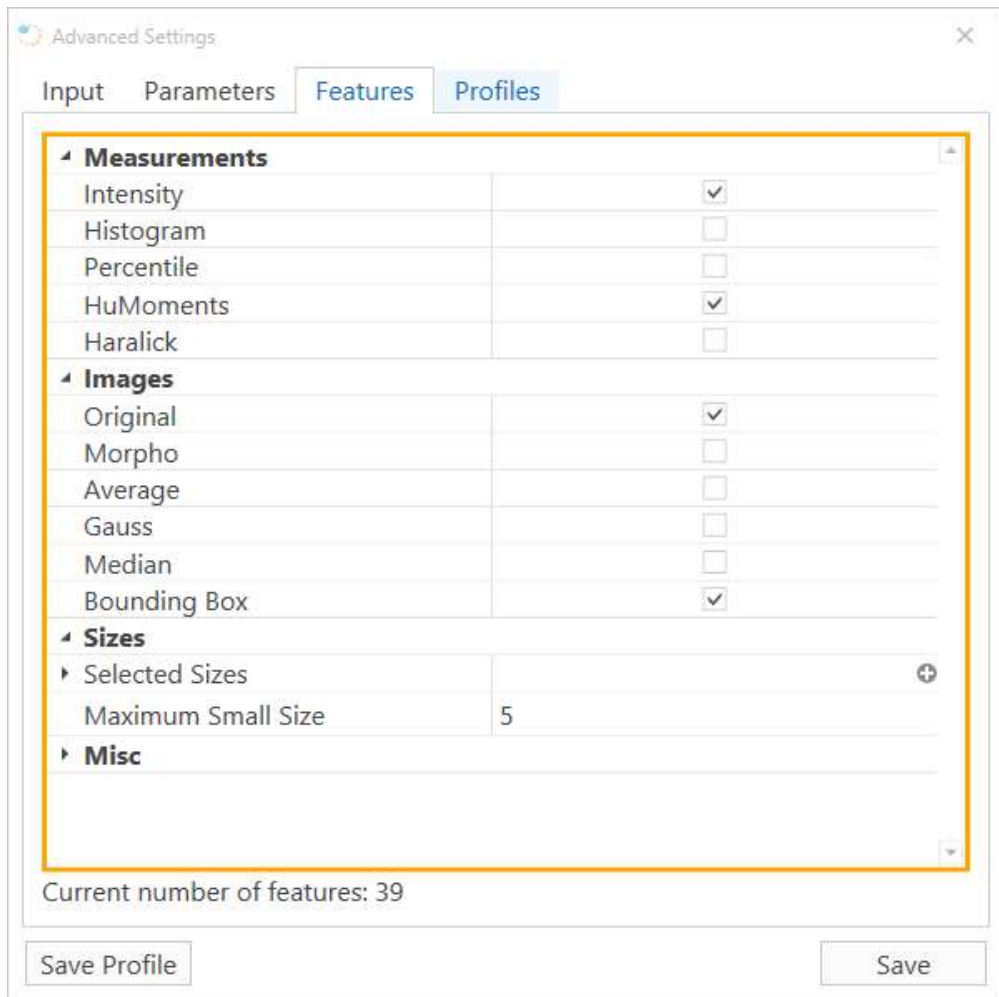 Advanced Settings
Input Parameters Features Profiles
Measurements
Intensity
Histogram
Percentile
HuMoments
Haralick
Images
Original
Morpho
Average
Gauss
Median
Bounding Box
Sizes
Selected Sizes
Maximum Small Size 5
Misc
Current number of features: 39
Save Profile Save